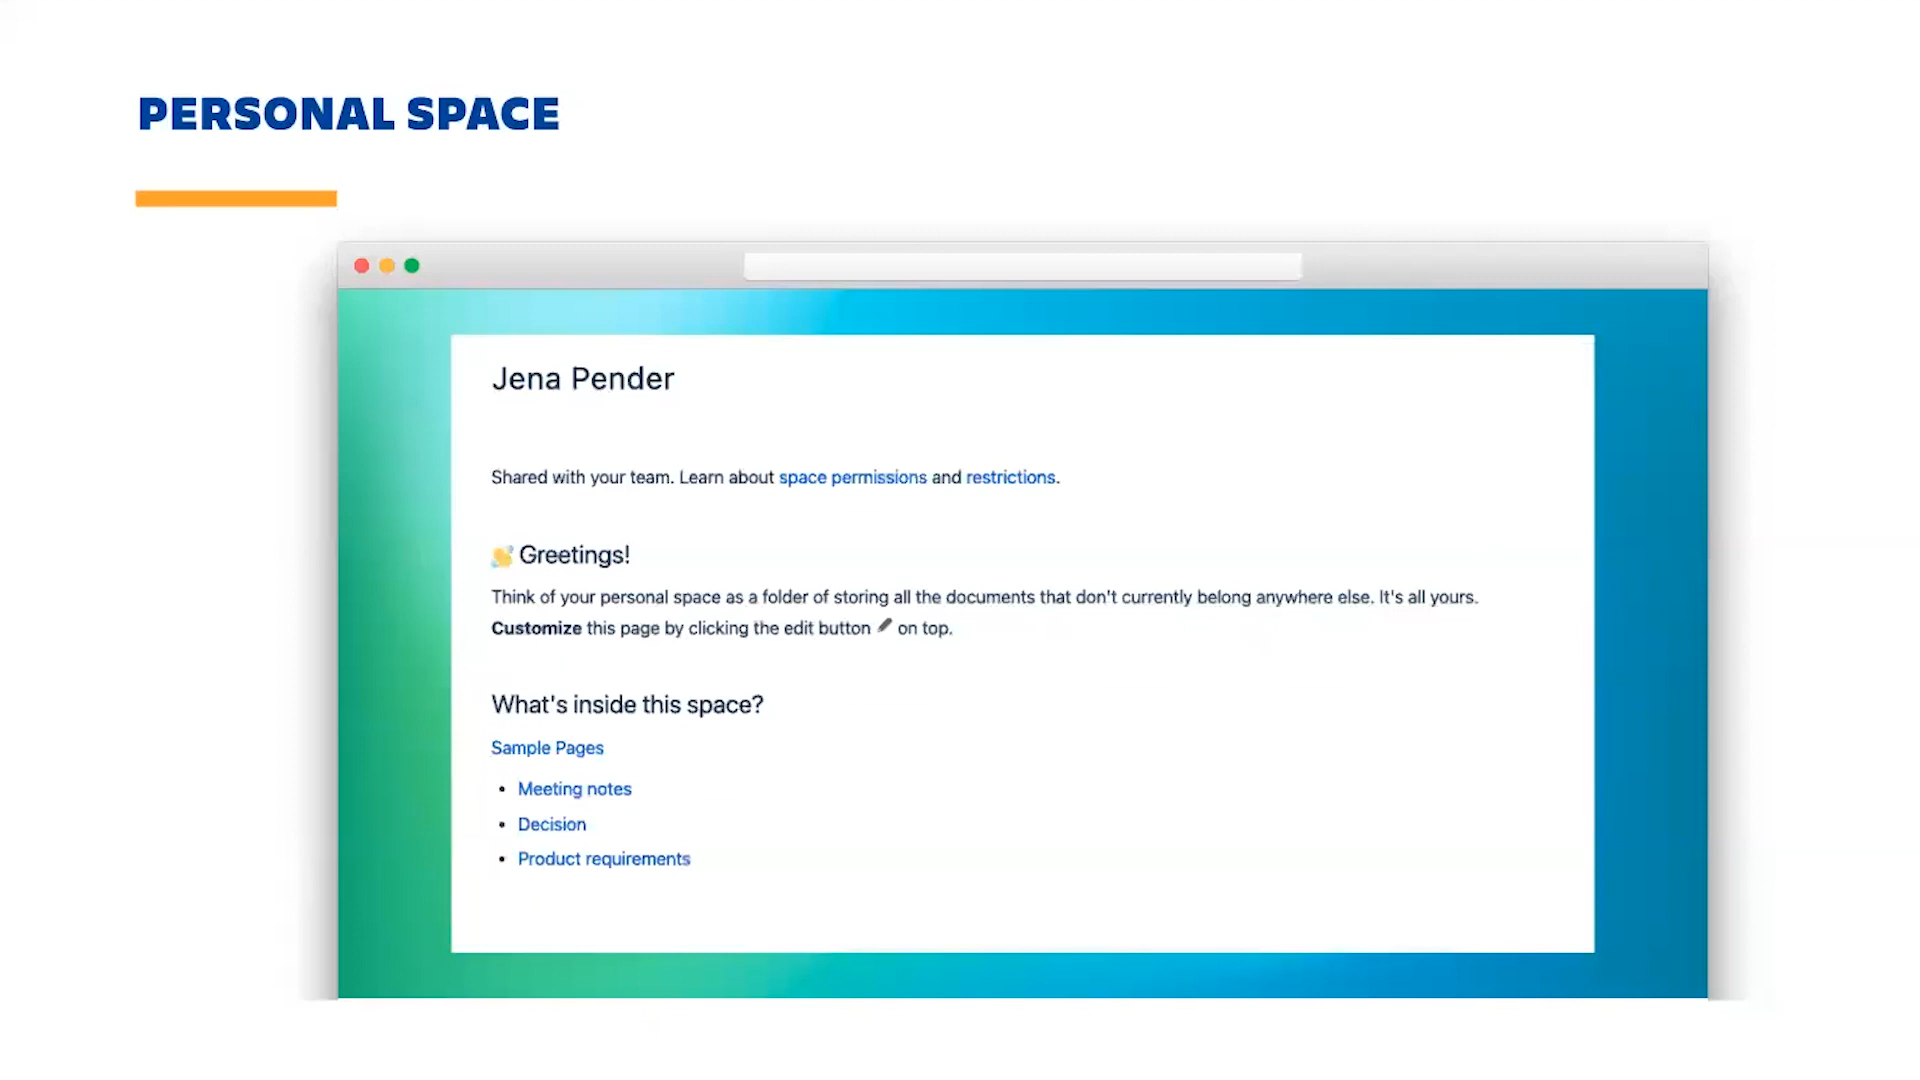 PERSONAL SPACE
Jena Pender
Shared with your team. Learn about space permissions and restrictions.
👋 Greetings!
Think of your personal space as a folder of storing all the documents that don't currently belong anywhere else. It's all yours.
Customize this page by clicking the edit button on top.
What's inside this space?
Sample Pages
• Meeting notes
• Decision
• Product requirements